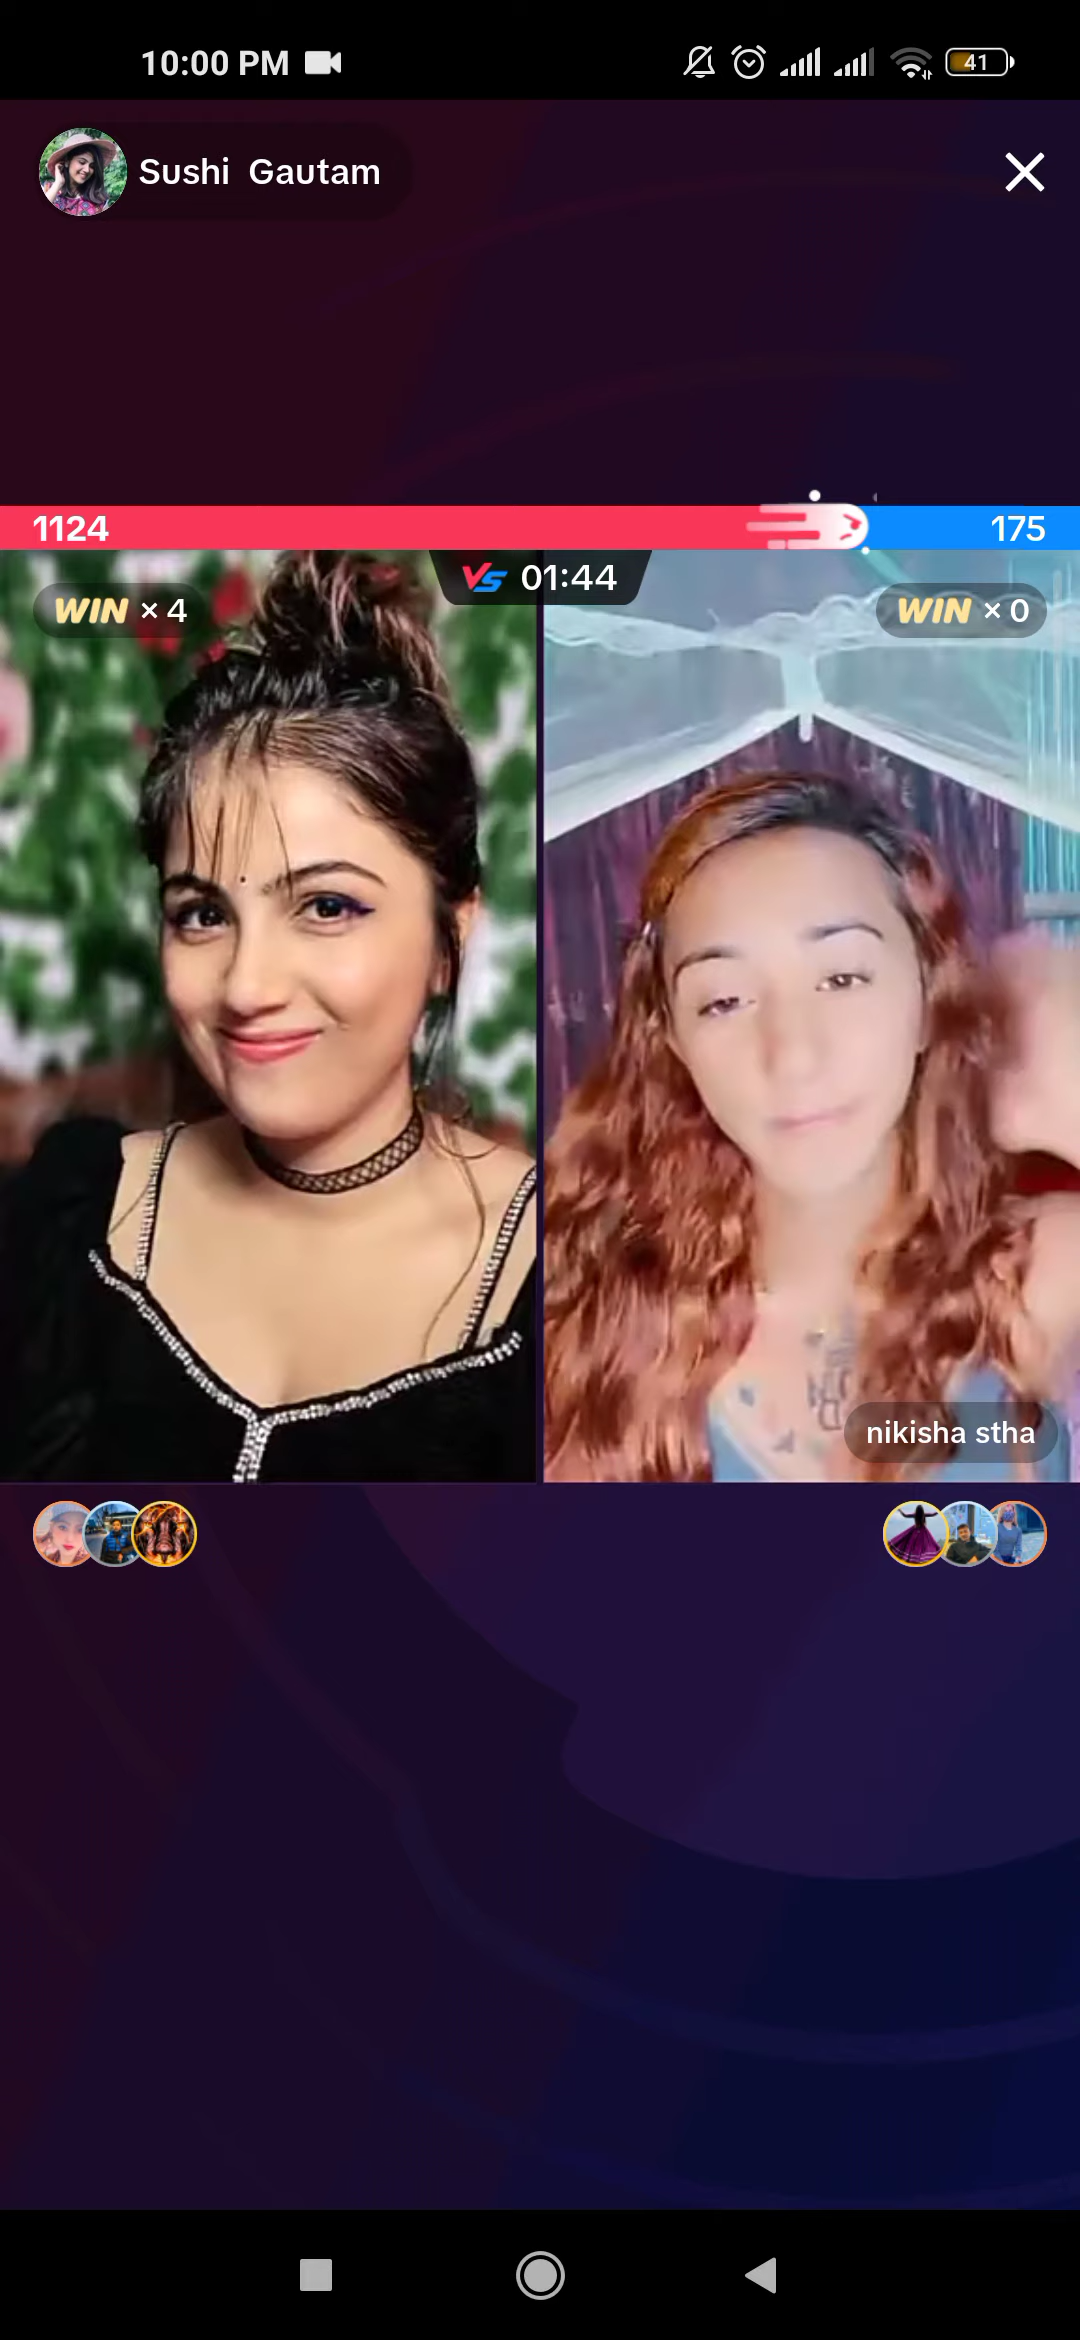 10:00 PM
41
Sushi Gautam
1124
175
VS 01:44
WIN × 4
WIN × 0
nikisha stha